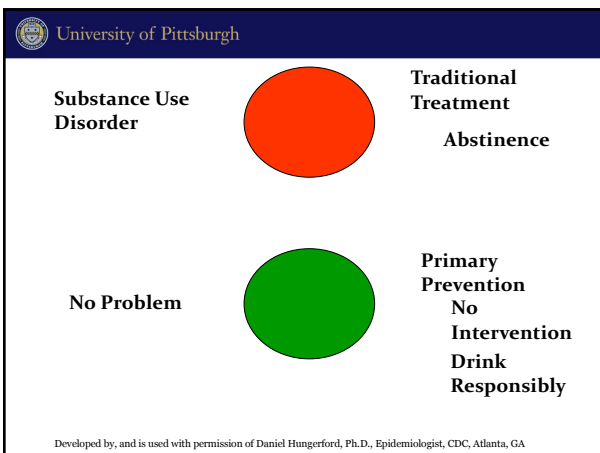 University of Pittsburgh
Substance Use
Disorder
Traditional
Treatment
Abstinence
No Problem
Primary
Prevention
No
Intervention
Drink
Responsibly
Developed by, and is used with permission of Daniel Hungerford, Ph.D., Epidemiologist, CDC, Atlanta, GA